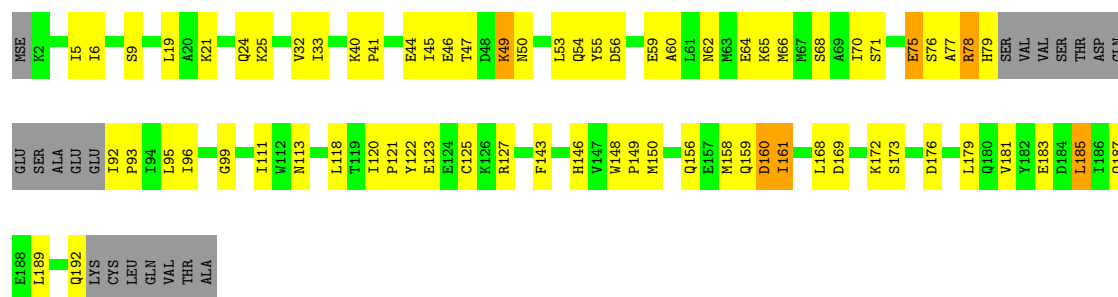 MSE K2 I5 I6 S9 L19 A20 K21 Q24 K25 V32 I33 K40 P41 E44 I45 E46 T47 D48 K49 N50 L53 Q54 Y55 D56 E59 A60 L61 N62 M63 E64 K65 M66 M67 S68 A69 I70 S71 E75 S76 A77 R78 H79 SER VAL VAL SER THR ASP GLN
GLU SER ALA GLU GLU I92 P93 I94 L95 I96 G99 I111 W112 N113 L118 T119 I120 P121 Y122 E123 E124 C125 K126 R127 F143 H146 V147 W148 P149 M150 Q156 E157 M158 Q159 D160 I161 L168 D169 K172 S173 D176 L179 Q180 V181 Y182 E183 D184 L185 I186 Q187
E188 L189 Q192 LYS CYS LEU GLN VAL THR ALA